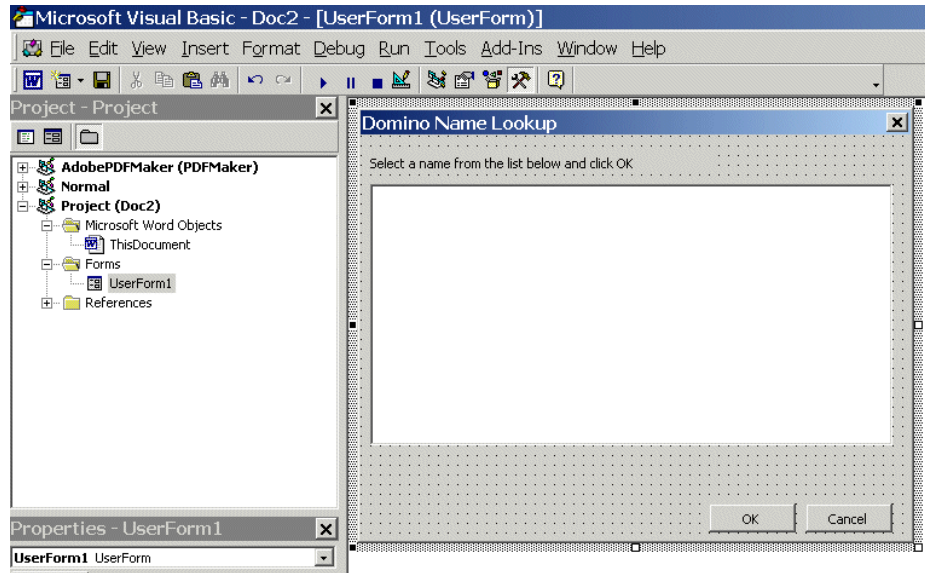 Microsoft Visual Basic - Doc2 - [UserForm1 (UserForm)]
File Edit View Insert Format Debug Run Tools Add-Ins Window Help
Project - Project
AdobePDFMaker (PDFMaker)
Normal
Project (Doc2)
Microsoft Word Objects
ThisDocument
Forms
UserForm1
References
Properties - UserForm1
UserForm1 UserForm
Domino Name Lookup
Select a name from the list below and click OK
OK Cancel